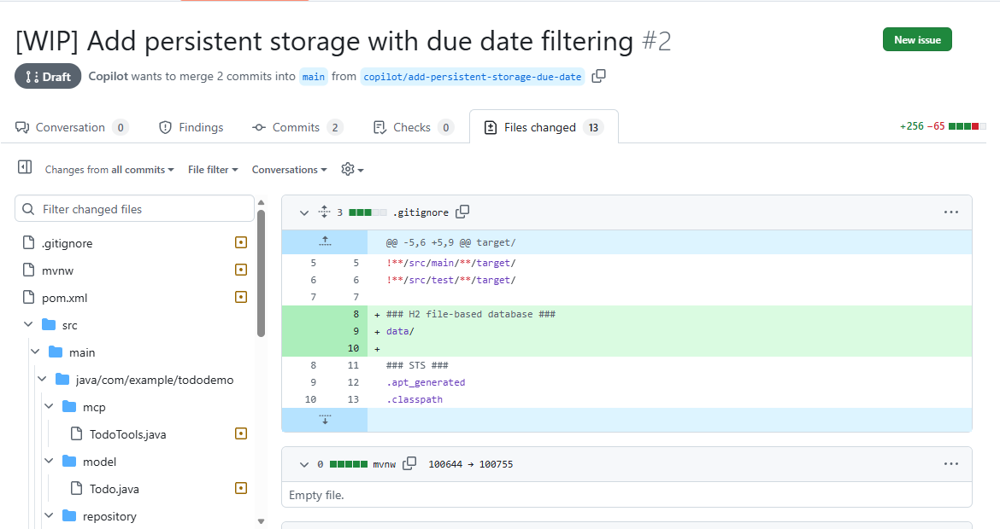 [WIP] Add persistent storage with due date filtering #2
New issue
Draft Copilot wants to merge 2 commits into main from copilot/add-persistent-storage-due-date
Conversation 0 Findings Commits 2 Checks 0 Files changed 13 +256 −65
Changes from all commits File filter Conversations
Filter changed files
.gitignore
mvnw
pom.xml
src
main
java/com/example/tododemo
mcp
TodoTools.java
model
Todo.java
repository
3 .gitignore
@@ -5,6 +5,9 @@ target/
5 5 !**/src/main/**/target/
6 6 !**/src/test/**/target/
7 7
8 + ### H2 file-based database ###
9 + data/
10 +
8 11 ### STS ###
9 12 .apt_generated
10 13 .classpath
0 mvnw 100644 → 100755
Empty file.